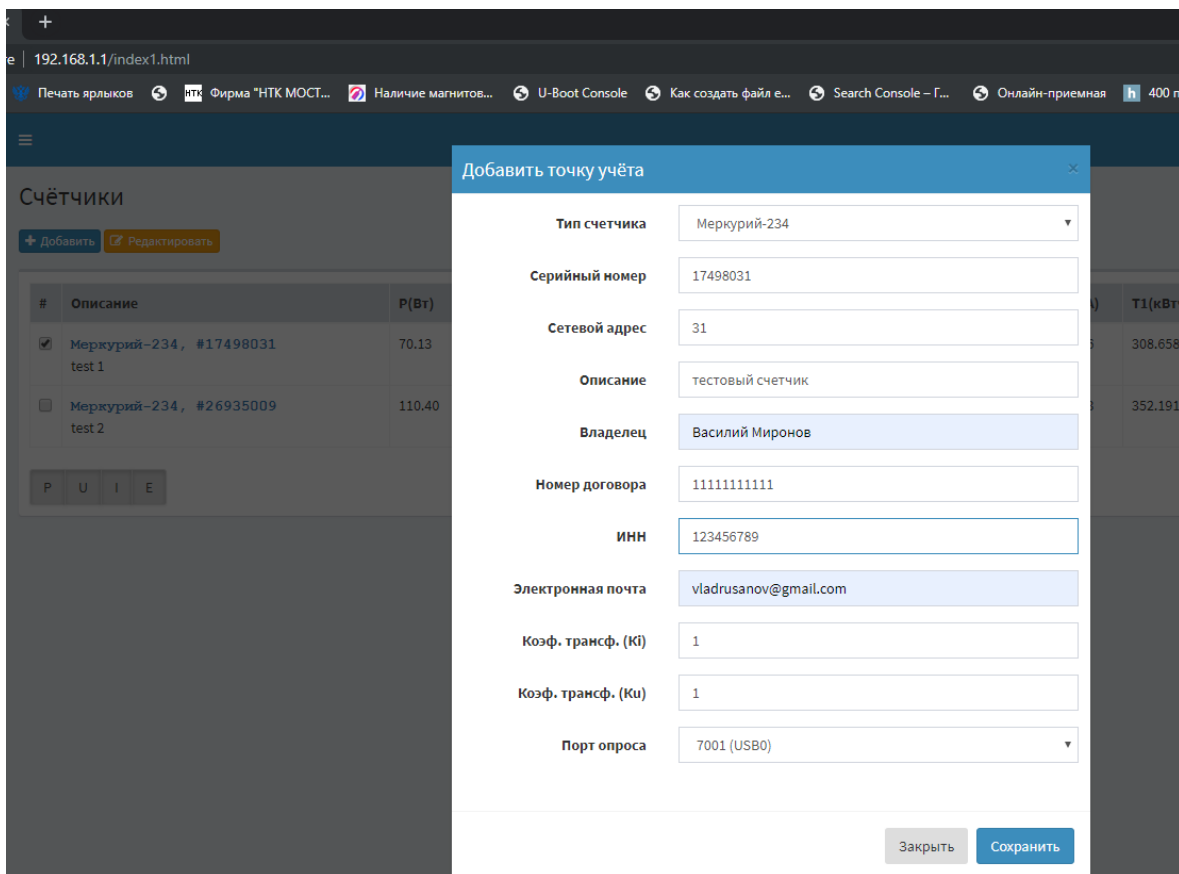 +
re | 192.168.1.1/index1.html
Печать ярлыков НТК Фирма "НТК МОСТ... Наличие магнитов... U-Boot Console Как создать файл е... Search Console – Г... Онлайн-приемная h 400 п
Счётчики
Добавить Редактировать
# Описание P(Вт) T1(кВт
Меркурий-234, #17498031 70.13 308.658
test 1
Меркурий-234, #26935009 110.40 352.191
test 2
P U I E
Добавить точку учёта ×
Тип счетчика Меркурий-234
Серийный номер 17498031
Сетевой адрес 31
Описание тестовый счетчик
Владелец Василий Миронов
Номер договора 11111111111
ИНН 123456789
Электронная почта vladrusanov@gmail.com
Коэф. трансф. (Ki) 1
Коэф. трансф. (Ku) 1
Порт опроса 7001 (USB0)
Закрыть Сохранить